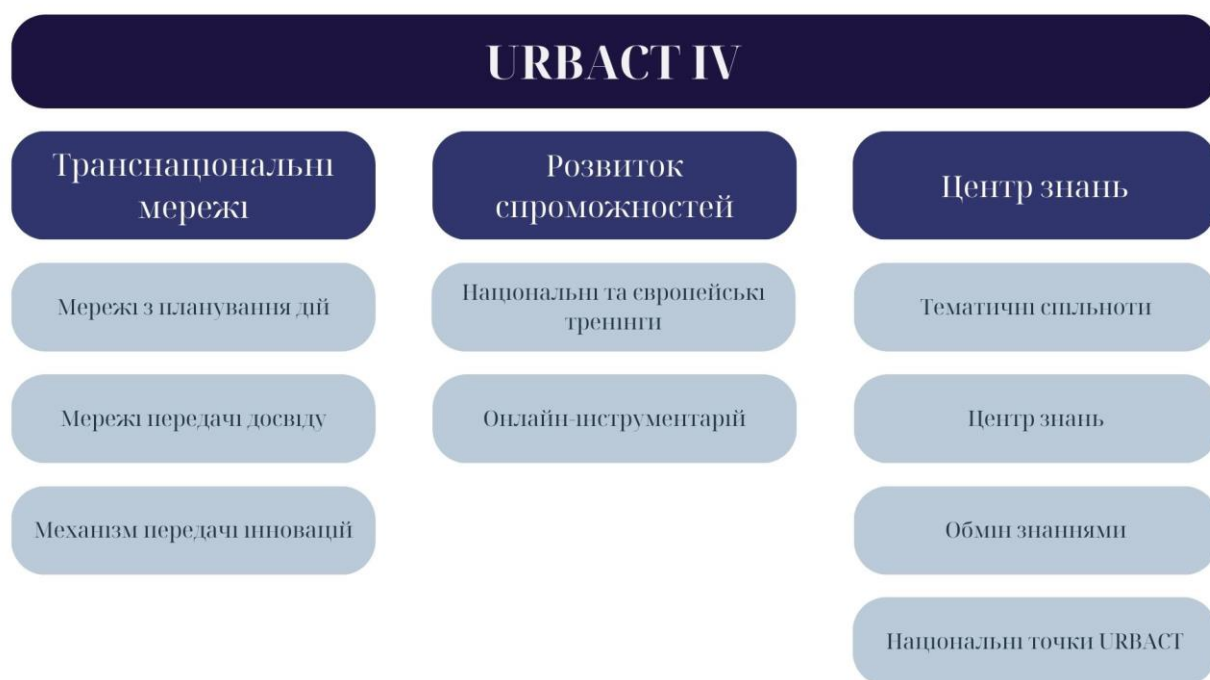 URBACT IV
Транснаціональні
мережі
Мережі з планування дій
Мережі передачі досвіду
Механізм передачі інновацій
Розвиток
спроможностей
Національні та європейські
тренінги
Онлайн-інструментарій
Центр знань
Тематичні спільноти
Центр знань
Обмін знаннями
Національні точки URBACT